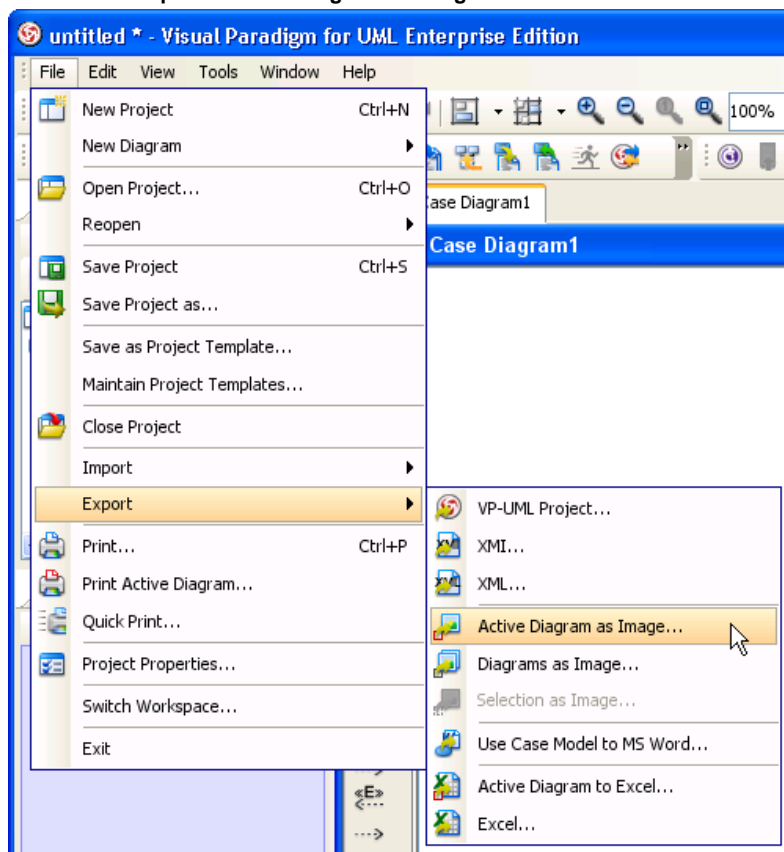 untitled * - Visual Paradigm for UML Enterprise Edition
File Edit View Tools Window Help
New Project Ctrl+N
100%
New Diagram
Open Project... Ctrl+O
Case Diagram1
Reopen
Case Diagram1
Save Project Ctrl+S
Save Project as...
Save as Project Template...
Maintain Project Templates...
Close Project
Import
Export
VP-UML Project...
Print... Ctrl+P
XMI...
Print Active Diagram...
XML...
Quick Print...
Active Diagram as Image...
Project Properties...
Diagrams as Image...
Switch Workspace...
Selection as Image...
Exit
Use Case Model to MS Word...
«E»
Active Diagram to Excel...
Excel...